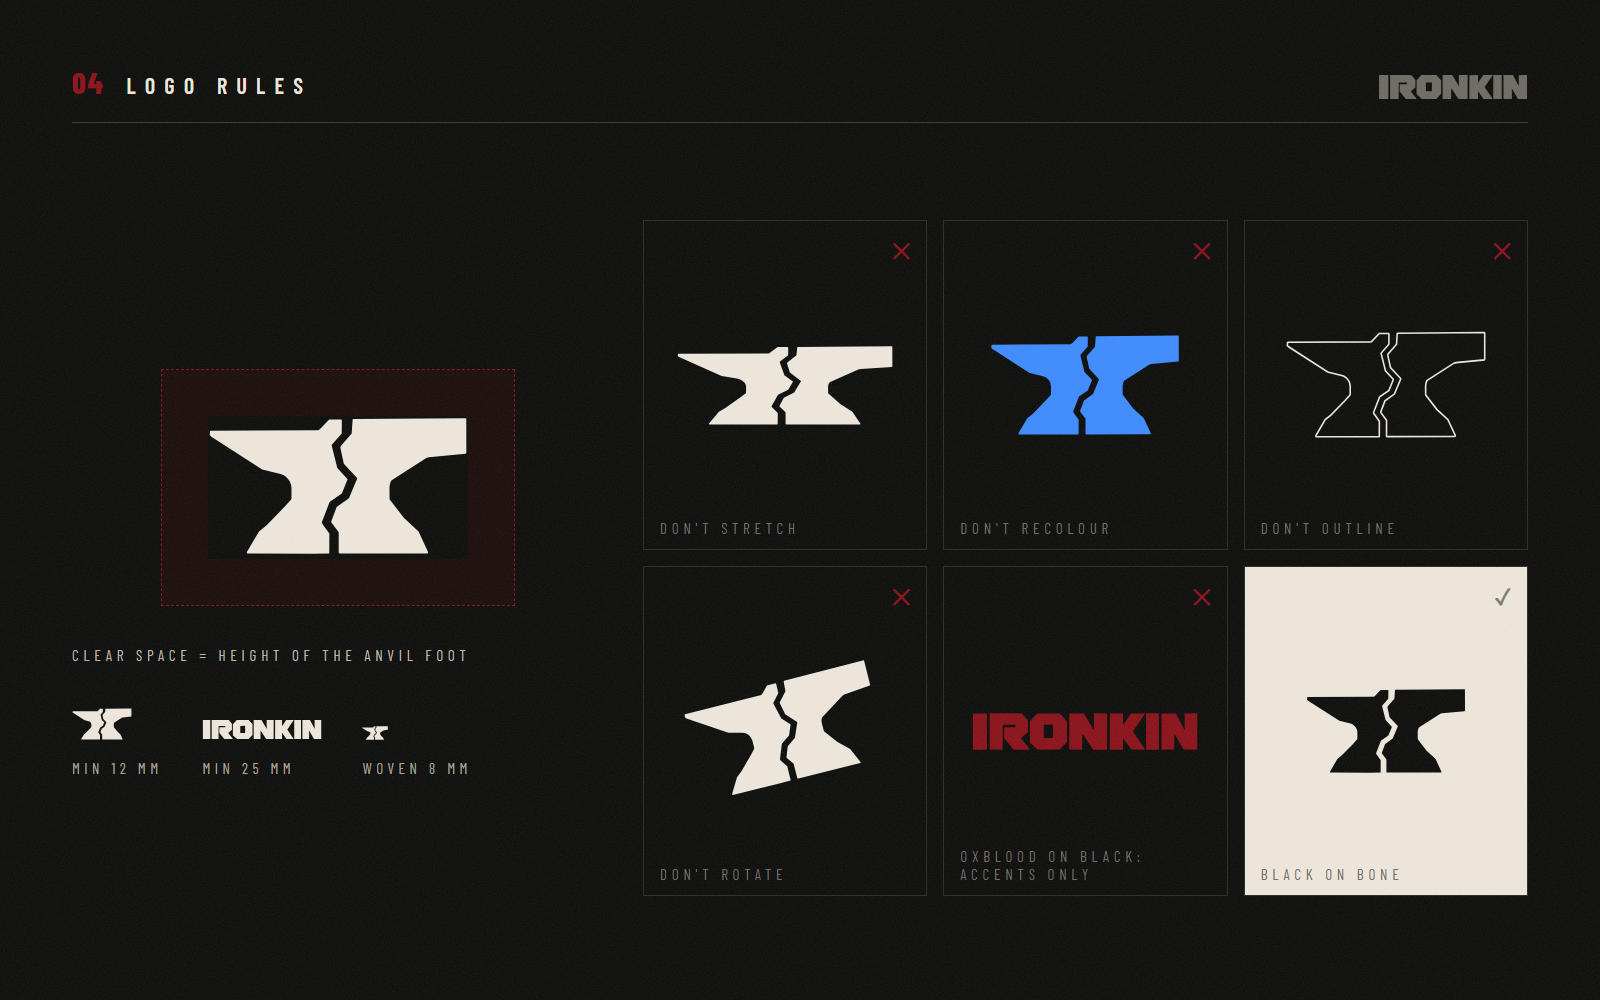 04 LOGO RULES
IRONKIN
CLEAR SPACE = HEIGHT OF THE ANVIL FOOT
IRONKIN
MIN 12 MM
MIN 25 MM
WOVEN 8 MM
DON'T STRETCH
DON'T RECOLOUR
DON'T OUTLINE
DON'T ROTATE
IRONKIN
OXBLOOD ON BLACK:
ACCENTS ONLY
BLACK ON BONE